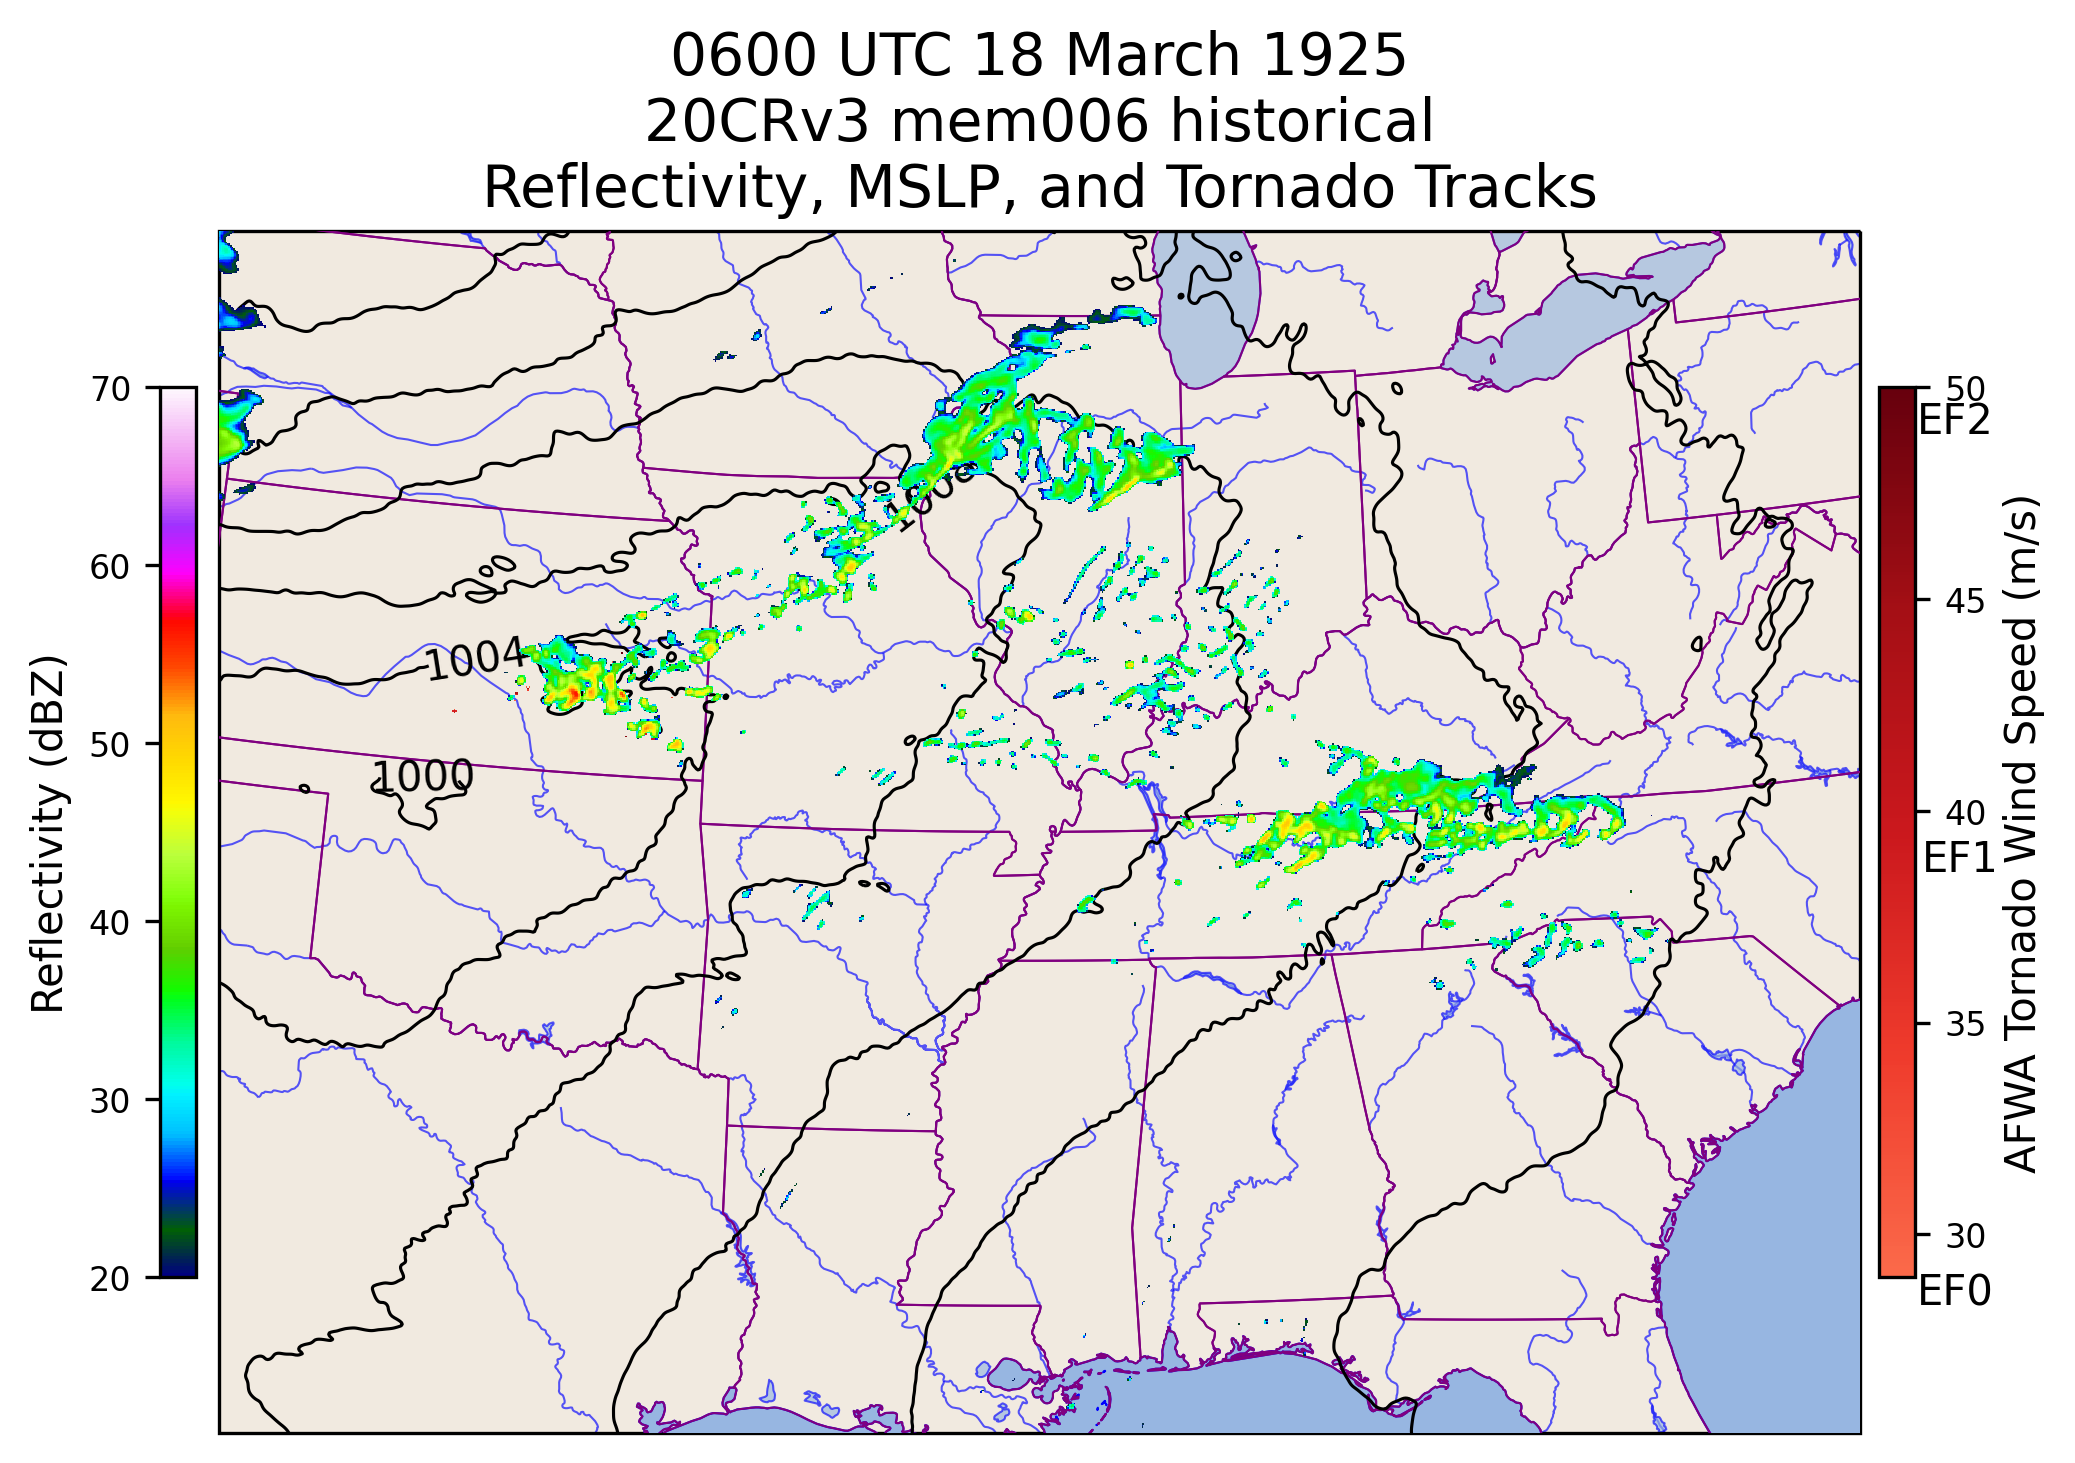 0600 UTC 18 March 1925
20CRv3 mem006 historical
Reflectivity, MSLP, and Tornado Tracks
70
60
50
40
30
20
Reflectivity (dBZ)
1004
1000
50
EF2
45
40
EF1
35
30
EF0
AFWA Tornado Wind Speed (m/s)